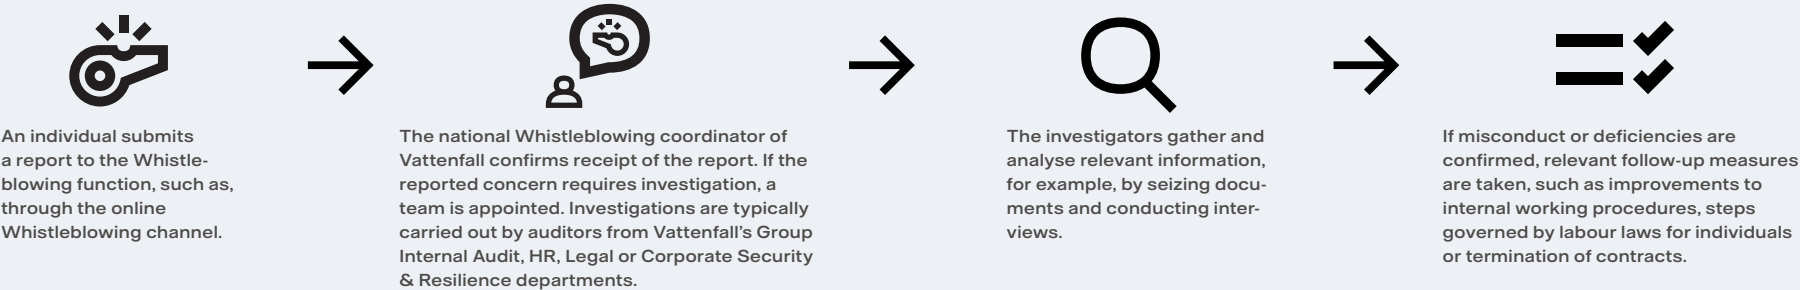 An individual submits
a report to the Whistle-
blowing function, such as,
through the online
Whistleblowing channel.
The national Whistleblowing coordinator of
Vattenfall confirms receipt of the report. If the
reported concern requires investigation, a
team is appointed. Investigations are typically
carried out by auditors from Vattenfall’s Group
Internal Audit, HR, Legal or Corporate Security
& Resilience departments.
The investigators gather and
analyse relevant information,
for example, by seizing docu-
ments and conducting inter-
views.
If misconduct or deficiencies are
confirmed, relevant follow-up measures
are taken, such as improvements to
internal working procedures, steps
governed by labour laws for individuals
or termination of contracts.